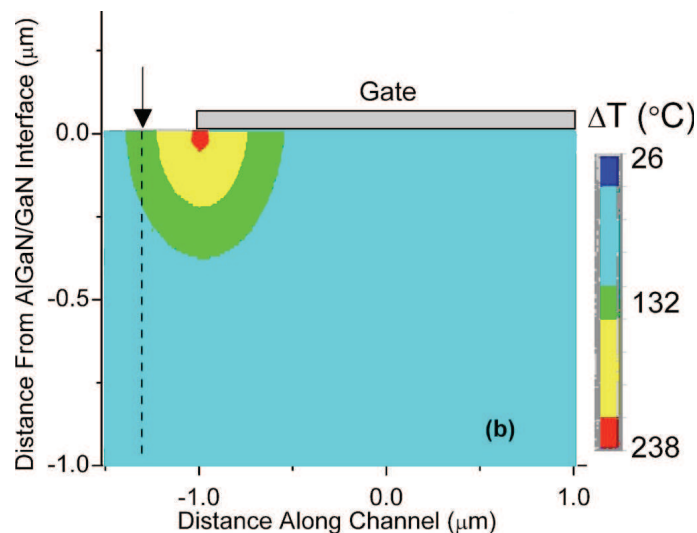 Gate
ΔT (°C)
26
132
238
Distance From AlGaN/GaN Interface (μm)
0.0
-0.5
-1.0
(b)
-1.0
0.0
1.0
Distance Along Channel (μm)